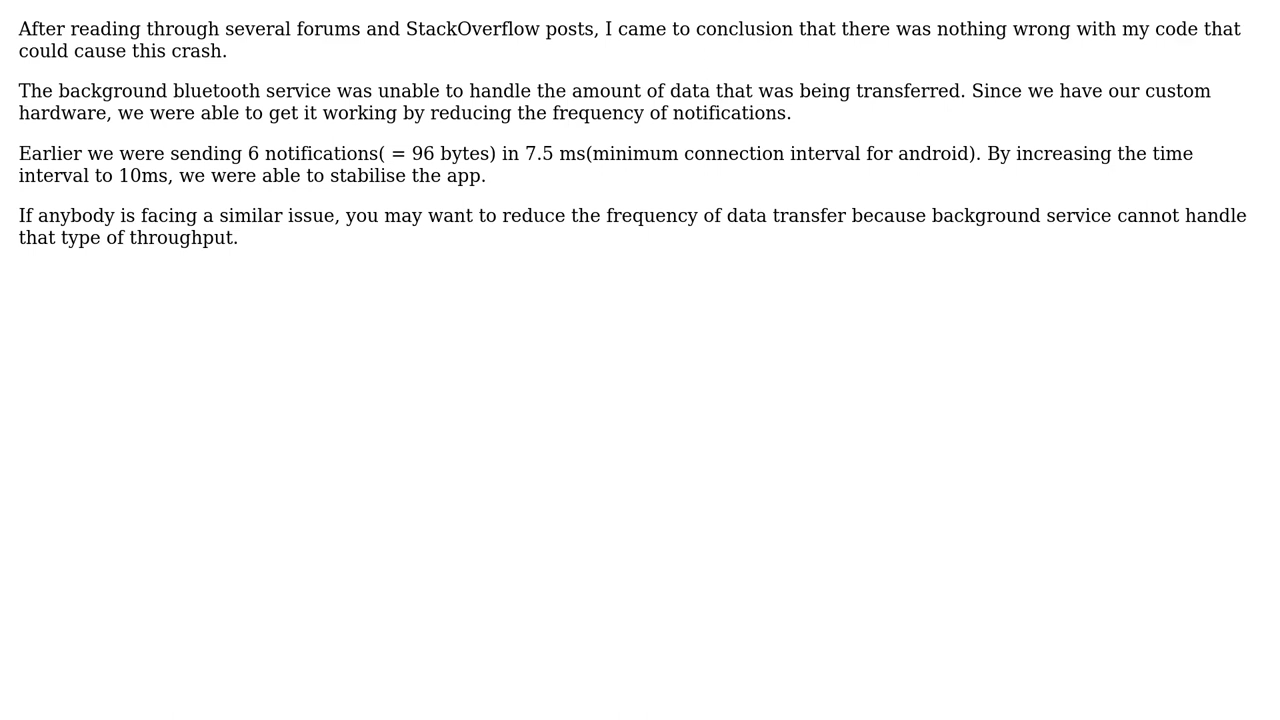 After reading through several forums and StackOverflow posts, I came to conclusion that there was nothing wrong with my code that
could cause this crash.
The background bluetooth service was unable to handle the amount of data that was being transferred. Since we have our custom
hardware, we were able to get it working by reducing the frequency of notifications.
Earlier we were sending 6 notifications( = 96 bytes) in 7.5 ms(minimum connection interval for android). By increasing the time
interval to 10ms, we were able to stabilise the app.
If anybody is facing a similar issue, you may want to reduce the frequency of data transfer because background service cannot handle
that type of throughput.